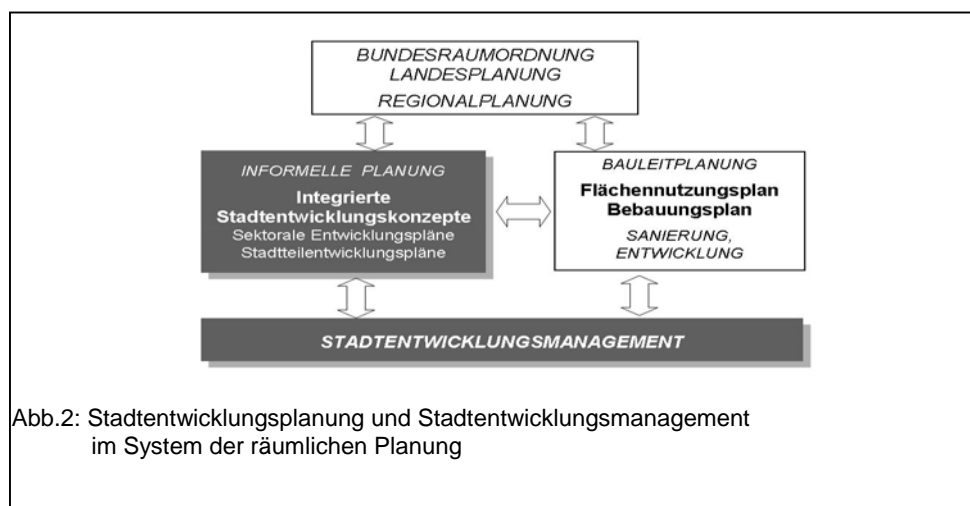 BUNDESRAUMORDNUNG
LANDESPLANUNG
REGIONALPLANUNG
INFORMELLE PLANUNG
Integrierte
Stadtentwicklungskonzepte
Sektorale Entwicklungspläne
Stadtteilentwicklungspläne
BAULEITPLANUNG
Flächennutzungsplan
Bebauungsplan
SANIERUNG,
ENTWICKLUNG
STADTENTWICKLUNGSMANAGEMENT
Abb.2: Stadtentwicklungsplanung und Stadtentwicklungsmanagement
im System der räumlichen Planung